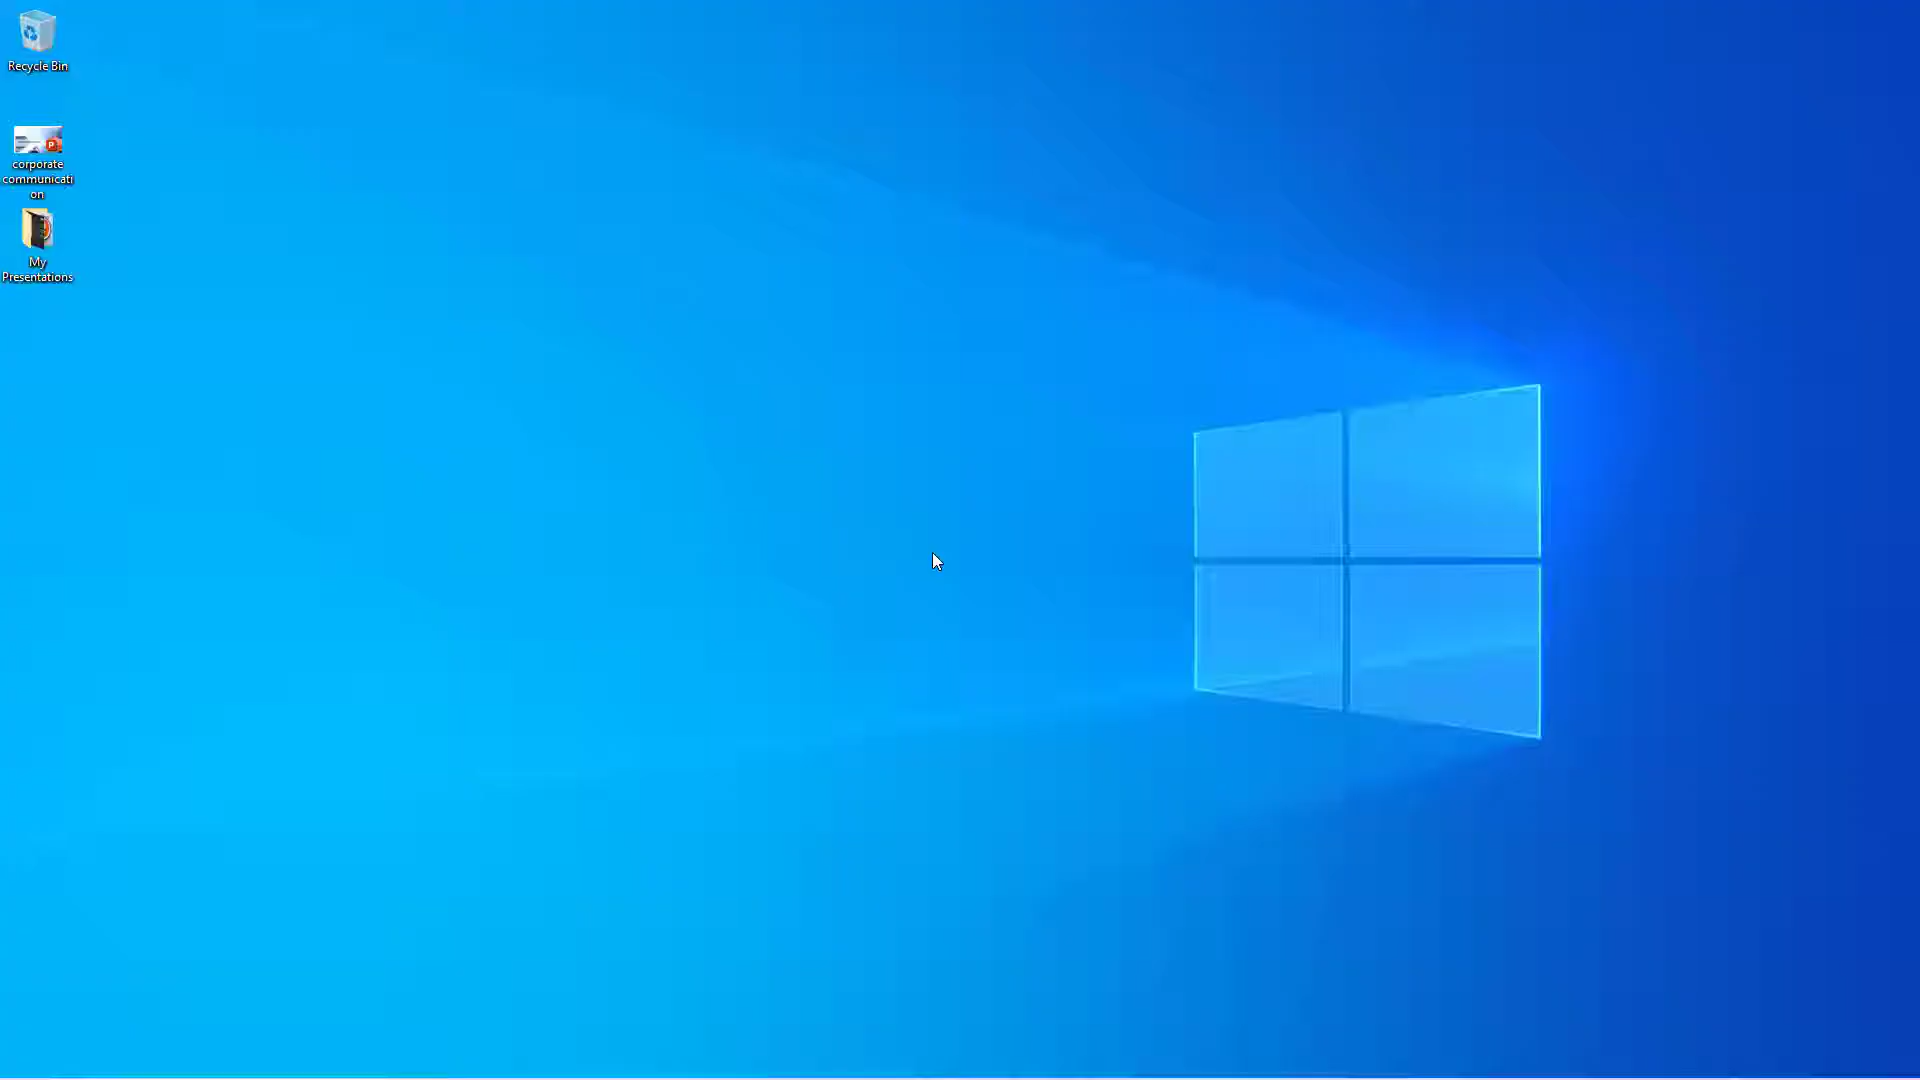 Recycle Bin
corporate
communicati
on
My
Presentations